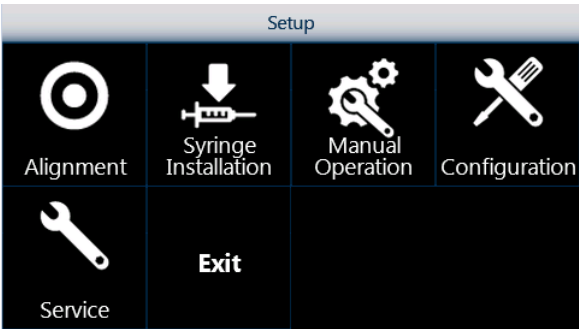 Setup
Alignment
Syringe
Installation
Manual
Operation
Configuration
Service
Exit